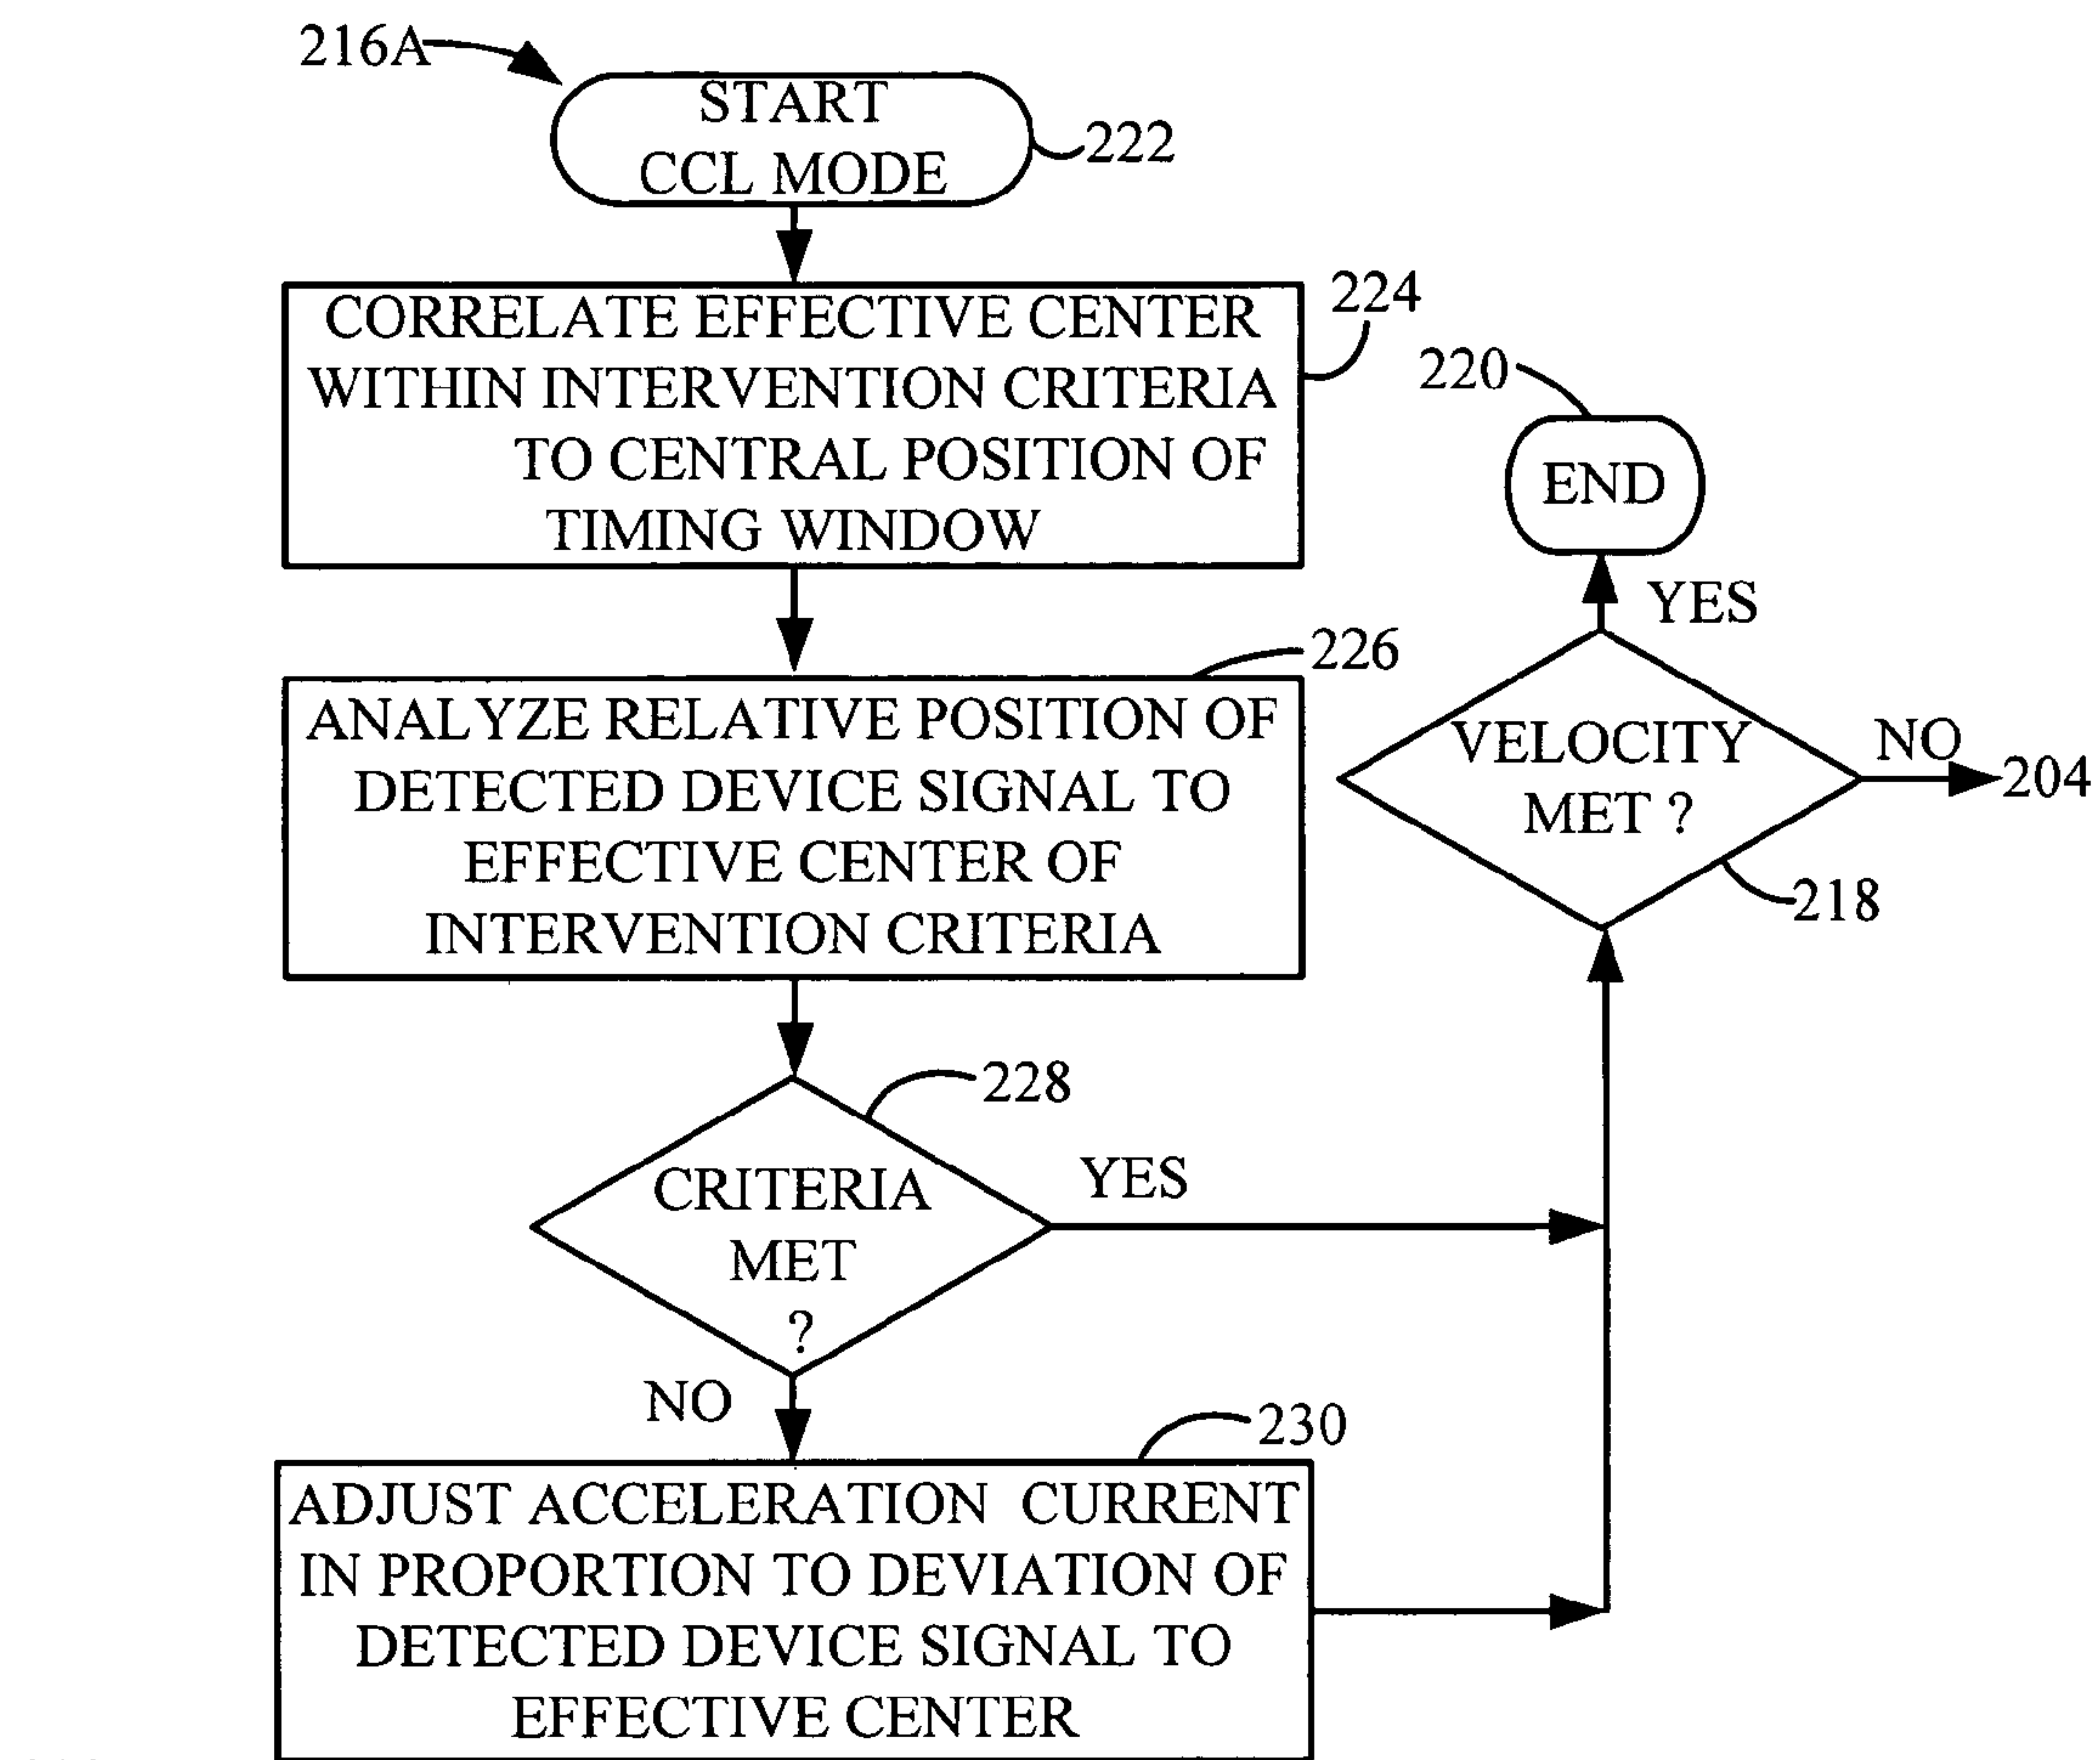 216A
START
CCL MODE
222
CORRELATE EFFECTIVE CENTER
WITHIN INTERVENTION CRITERIA
TO CENTRAL POSITION OF
TIMING WINDOW
224
220
END
YES
ANALYZE RELATIVE POSITION OF
DETECTED DEVICE SIGNAL TO
EFFECTIVE CENTER OF
INTERVENTION CRITERIA
226
VELOCITY
MET ?
NO
204
218
CRITERIA
MET
?
228
YES
NO
ADJUST ACCELERATION CURRENT
IN PROPORTION TO DEVIATION OF
DETECTED DEVICE SIGNAL TO
EFFECTIVE CENTER
230